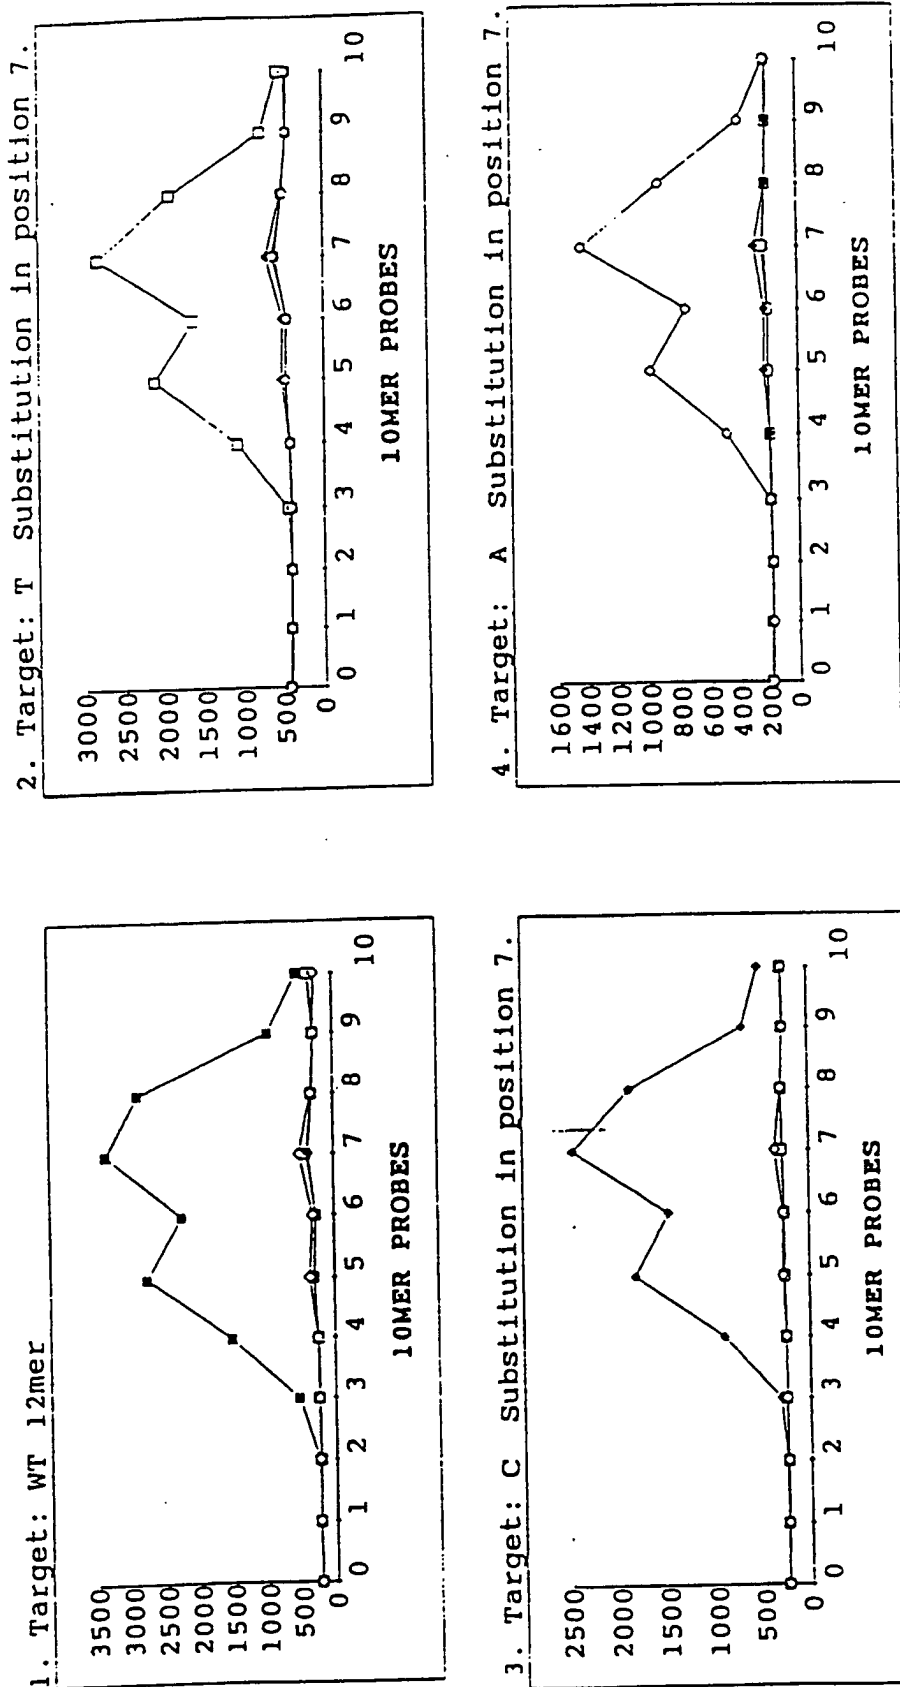 1. Target: WT 12mer
3500
3000
2500
2000
1500
1000
500
0
0 1 2 3 4 5 6 7 8 9 10
10MER PROBES
2. Target: T Substitution in position 7.
3000
2500
2000
1500
1000
500
0
0 1 2 3 4 5 6 7 8 9 10
10MER PROBES
3. Target: C Substitution in position 7.
2500
2000
1500
1000
500
0
0 1 2 3 4 5 6 7 8 9 10
10MER PROBES
4. Target: A Substitution in position 7.
1600
1400
1200
1000
800
600
400
200
0
0 1 2 3 4 5 6 7 8 9 10
10MER PROBES